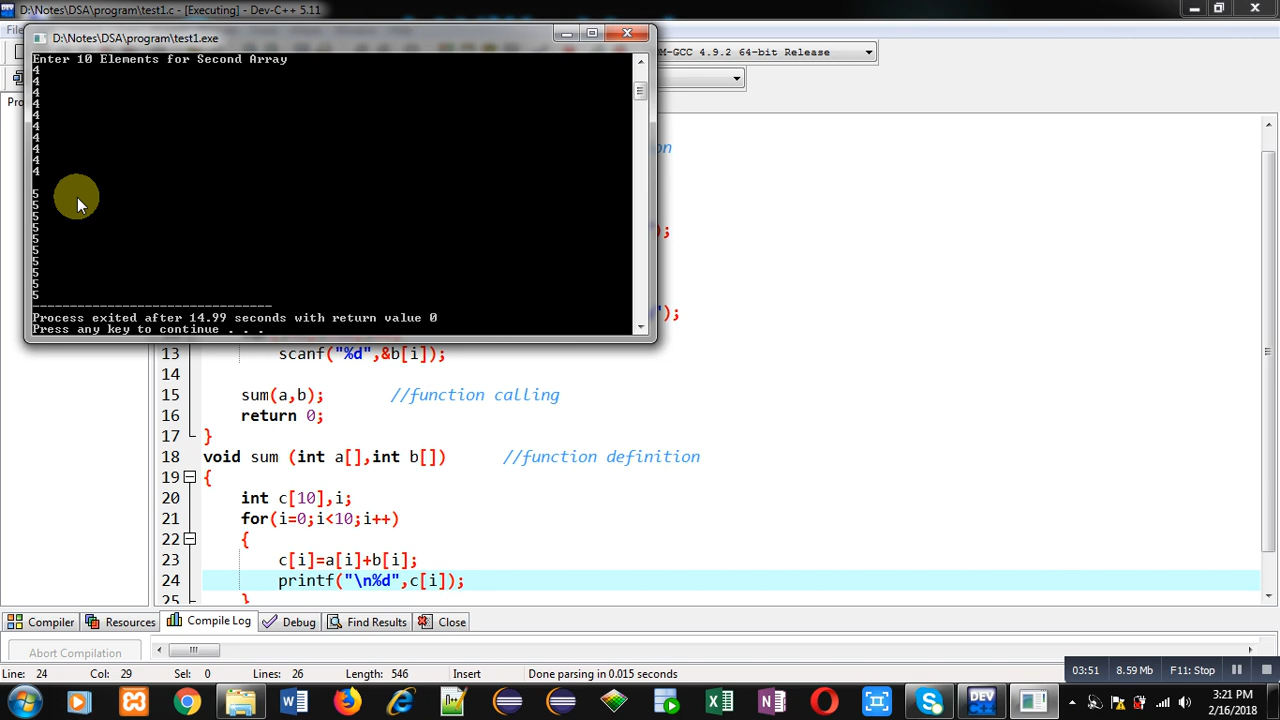 D:\Notes\DSA\program\test1.c - [Executing] - Dev-C++ 5.11
D:\Notes\DSA\program\test1.exe
M-GCC 4.9.2 64-bit Release
Enter 10 Elements for Second Array
4
4
4
4
4
4
4
4
4
4
5
5
5
5
5
5
5
5
5
5
--------------------------------
Process exited after 14.99 seconds with return value 0
Press any key to continue . . .
on
);
");
13 scanf("%d",&b[i]);
14
15 sum(a,b); //function calling
16 return 0;
17 }
18 void sum (int a[],int b[]) //function definition
19 {
20 int c[10],i;
21 for(i=0;i<10;i++)
22 {
23 c[i]=a[i]+b[i];
24 printf("\n%d",c[i]);
25 }
Compiler Resources Compile Log Debug Find Results Close
Abort Compilation
Line: 24 Col: 29 Sel: 0 Lines: 26 Length: 546 Insert Done parsing in 0.015 seconds
03:51 8.59 Mb F11: Stop
3:21 PM
2/16/2018